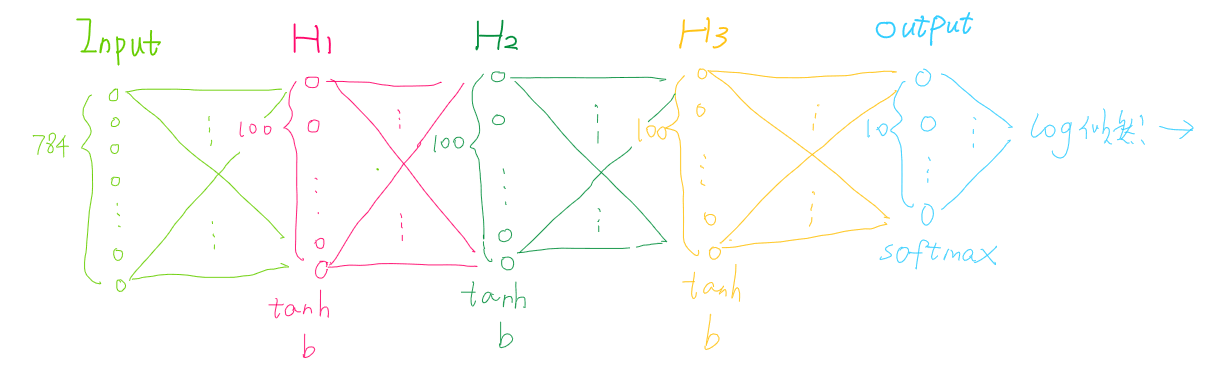 Input
H1
H2
H3
output
784
100
100
100
10
log似然 →
tanh
b
tanh
b
tanh
b
softmax